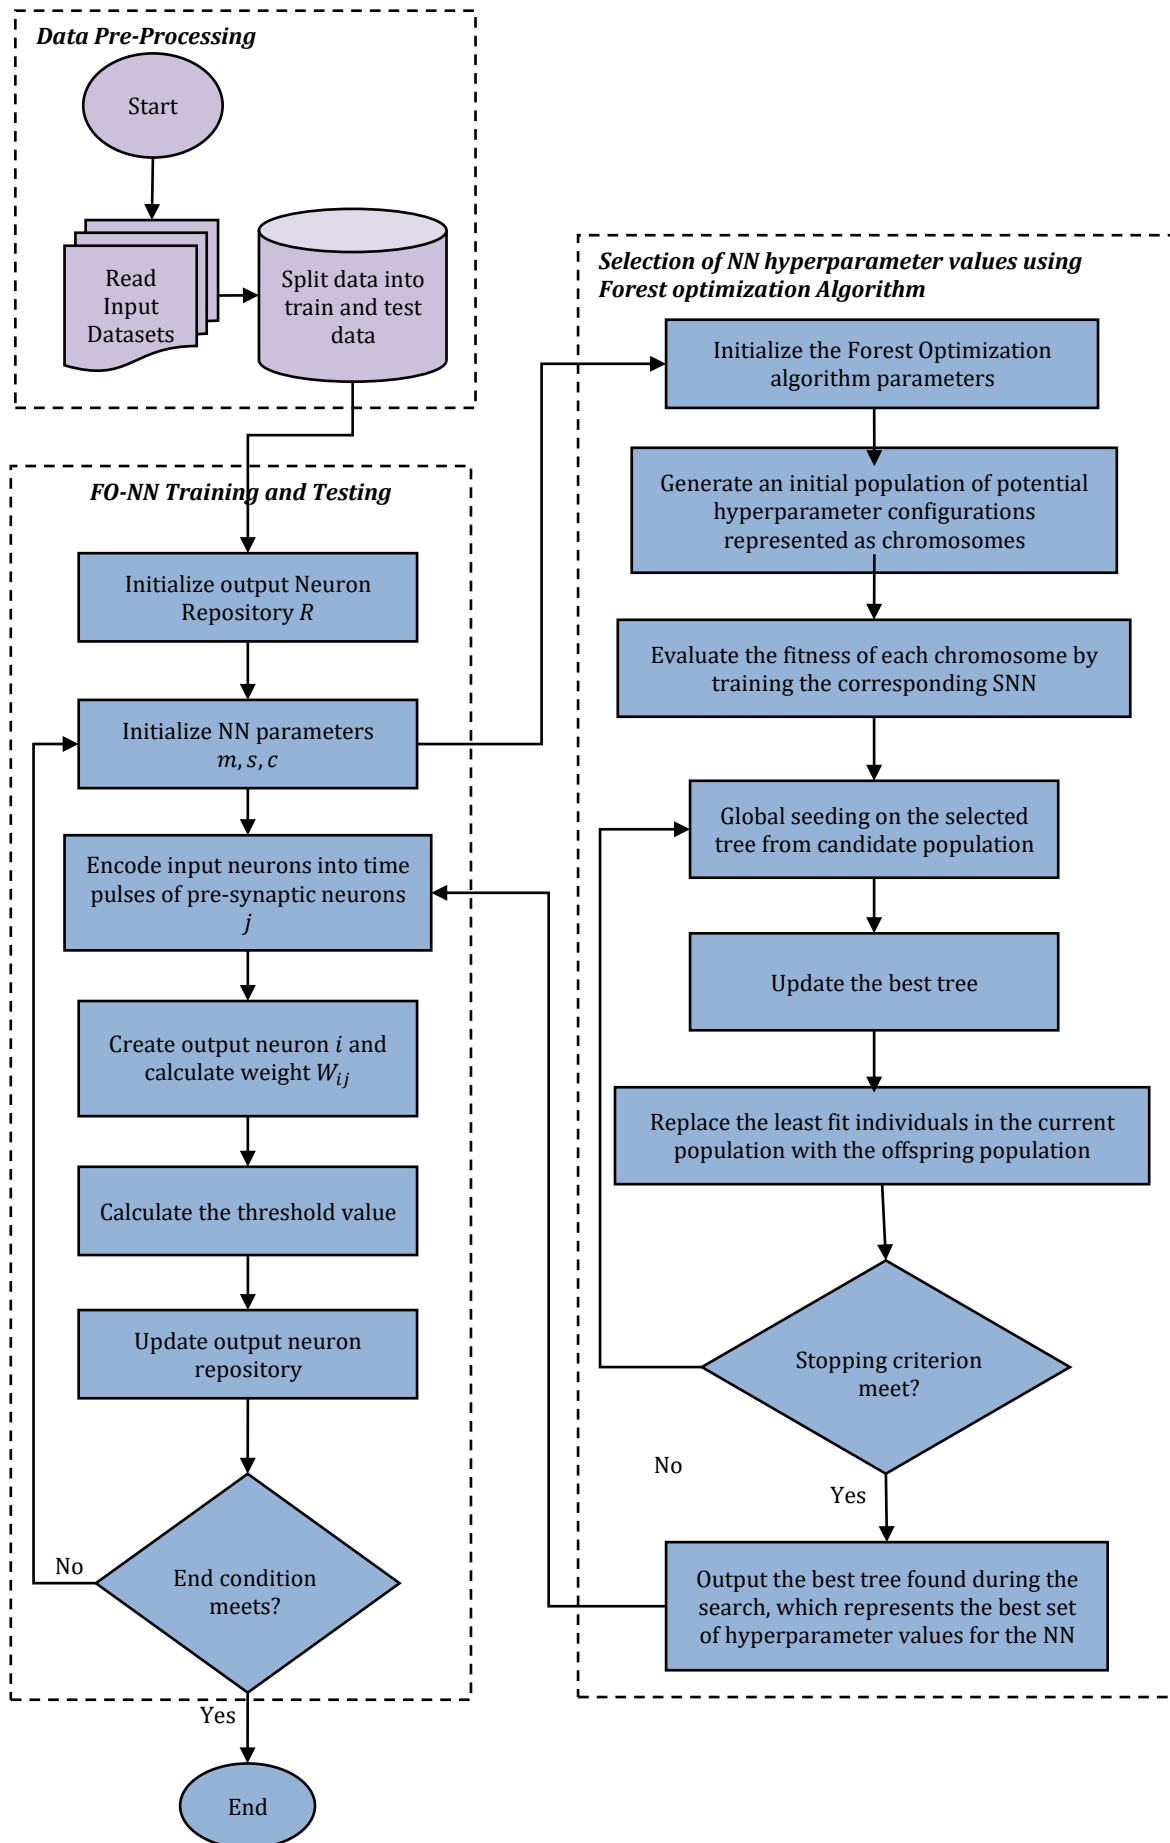 Data Pre-Processing
Start
Read
Input
Datasets
Split data into
train and test
data
FO-NN Training and Testing
Initialize output Neuron
Repository R
Initialize NN parameters
m, s, c
Encode input neurons into time
pulses of pre-synaptic neurons
j
Create output neuron i and
calculate weight W_{ij}
Calculate the threshold value
Update output neuron
repository
No
End condition
meets?
Yes
End
Selection of NN hyperparameter values using
Forest optimization Algorithm
Initialize the Forest Optimization
algorithm parameters
Generate an initial population of potential
hyperparameter configurations
represented as chromosomes
Evaluate the fitness of each chromosome by
training the corresponding SNN
Global seeding on the selected
tree from candidate population
Update the best tree
Replace the least fit individuals in the current
population with the offspring population
Stopping criterion
meet?
No
Yes
Output the best tree found during the
search, which represents the best set
of hyperparameter values for the NN